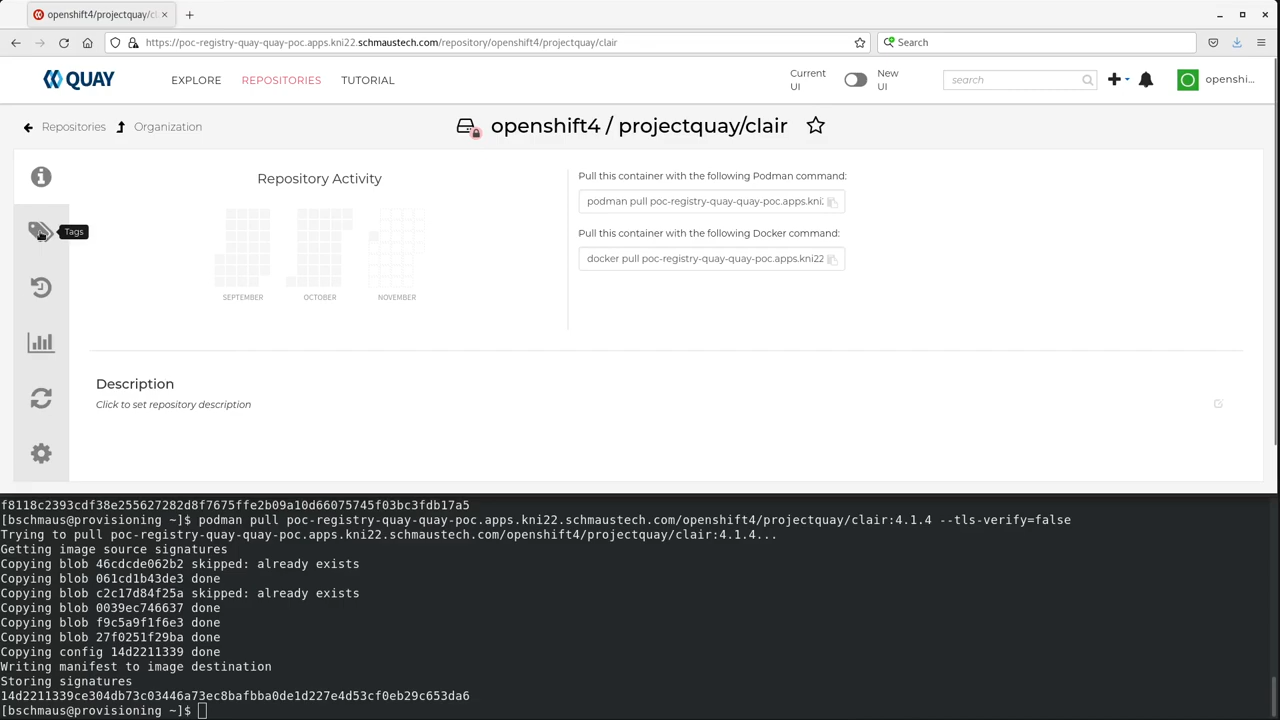 openshift4/projectquay/c
https://poc-registry-quay-quay-poc.apps.kni22.schmaustech.com/repository/openshift4/projectquay/clair
Search
QUAY
EXPLORE
REPOSITORIES
TUTORIAL
Current
UI
New
UI
search
openshi...
Repositories
Organization
openshift4 / projectquay/clair
Repository Activity
SEPTEMBER
OCTOBER
NOVEMBER
Pull this container with the following Podman command:
podman pull poc-registry-quay-quay-poc.apps.kni2
Pull this container with the following Docker command:
docker pull poc-registry-quay-quay-poc.apps.kni22
Tags
Description
Click to set repository description
f8118c2393cdf38e255627282d8f7675ffe2b09a10d66075745f03bc3fdb17a5
[bschmaus@provisioning ~]$ podman pull poc-registry-quay-quay-poc.apps.kni22.schmaustech.com/openshift4/projectquay/clair:4.1.4 --tls-verify=false
Trying to pull poc-registry-quay-quay-poc.apps.kni22.schmaustech.com/openshift4/projectquay/clair:4.1.4...
Getting image source signatures
Copying blob 46cdcde062b2 skipped: already exists
Copying blob 061cd1b43de3 done
Copying blob c2c17d84f25a skipped: already exists
Copying blob 0039ec746637 done
Copying blob f9c5a9f1f6e3 done
Copying blob 27f0251f29ba done
Copying config 14d2211339 done
Writing manifest to image destination
Storing signatures
14d2211339ce304db73c03446a73ec8bafbba0de1d227e4d53cf0eb29c653da6
[bschmaus@provisioning ~]$